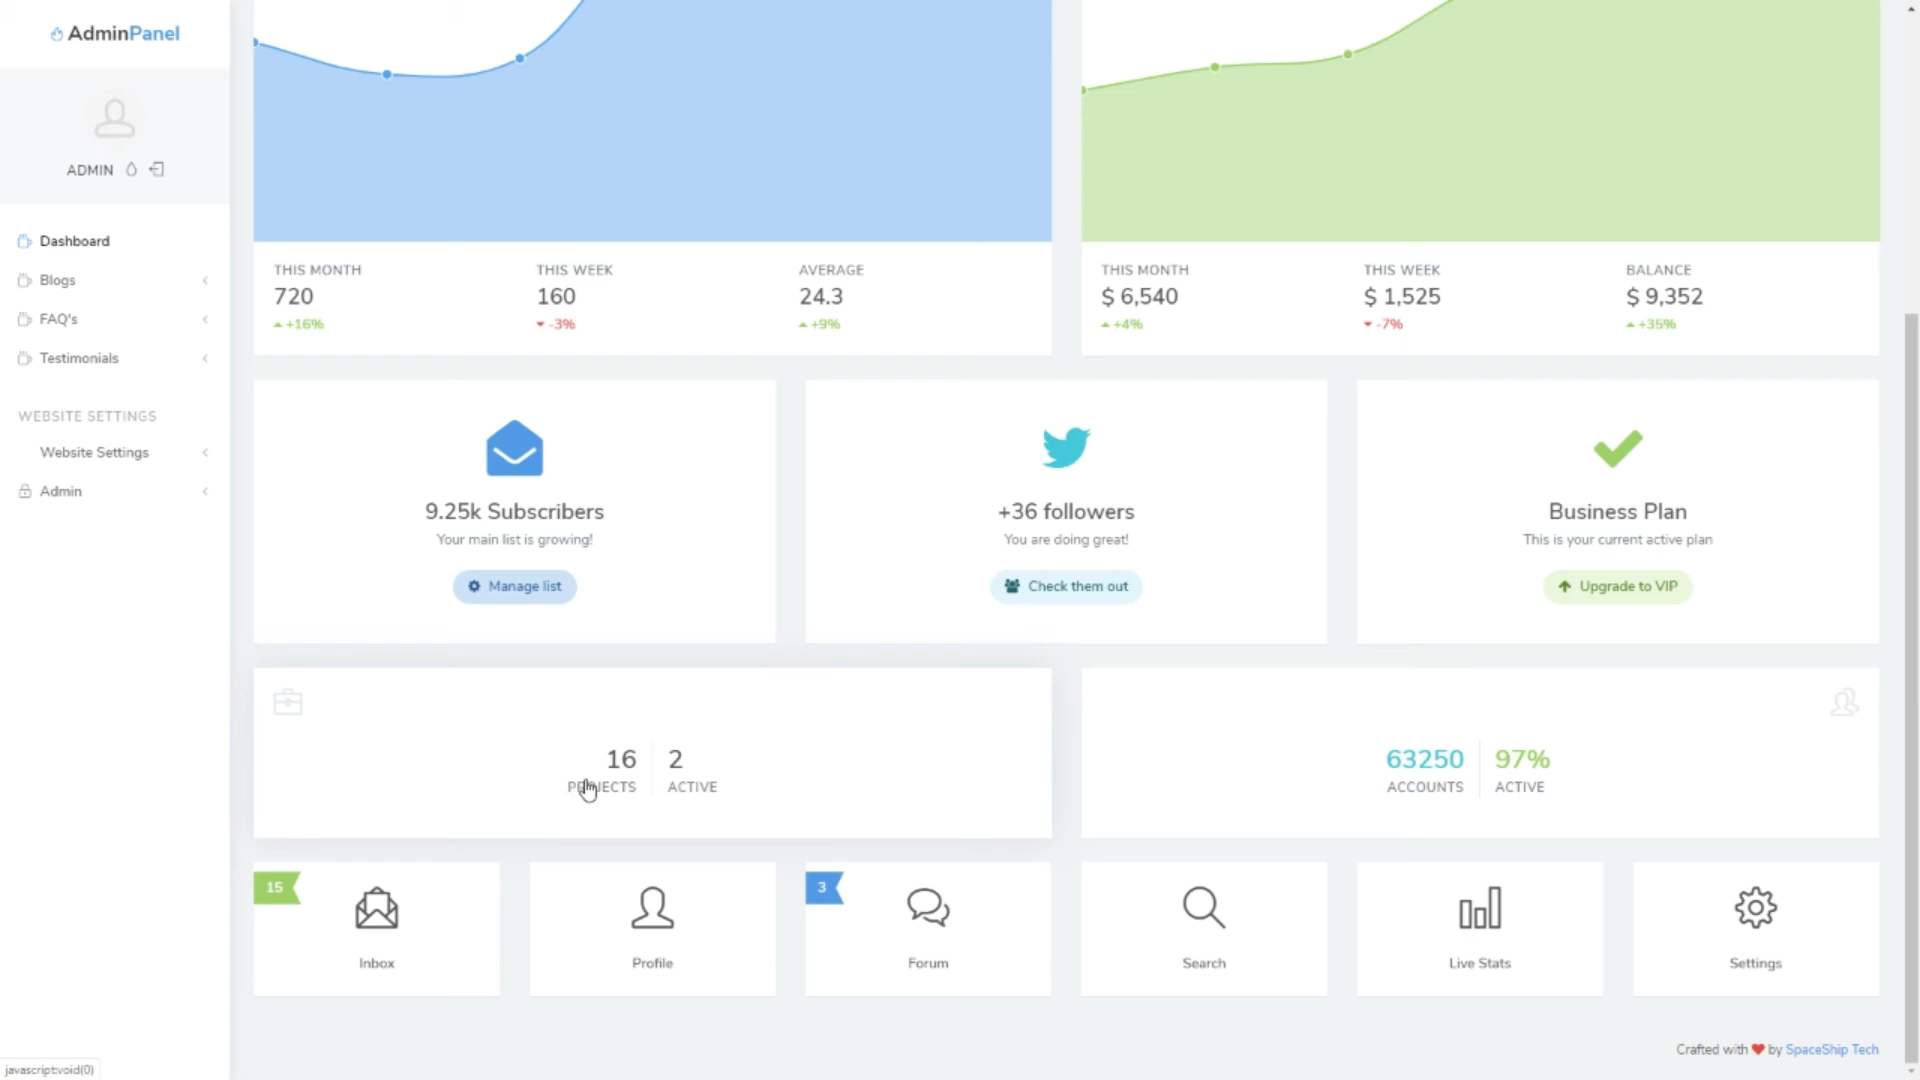 AdminPanel
ADMIN
Dashboard
Blogs
FAQ's
Testimonials
WEBSITE SETTINGS
Website Settings
Admin
THIS MONTH THIS WEEK AVERAGE
720 160 24.3
+16% -3% +9%
THIS MONTH THIS WEEK BALANCE
$ 6,540 $ 1,525 $ 9,352
+4% -7% +35%
9.25k Subscribers
Your main list is growing!
Manage list
+36 followers
You are doing great!
Check them out
Business Plan
This is your current active plan
Upgrade to VIP
16 2
ACTIVE
63250 97%
ACCOUNTS ACTIVE
15
Inbox
Profile
3
Forum
Search
Live Stats
Settings
Crafted with ❤ by SpaceShip Tech
javascript:void(0)